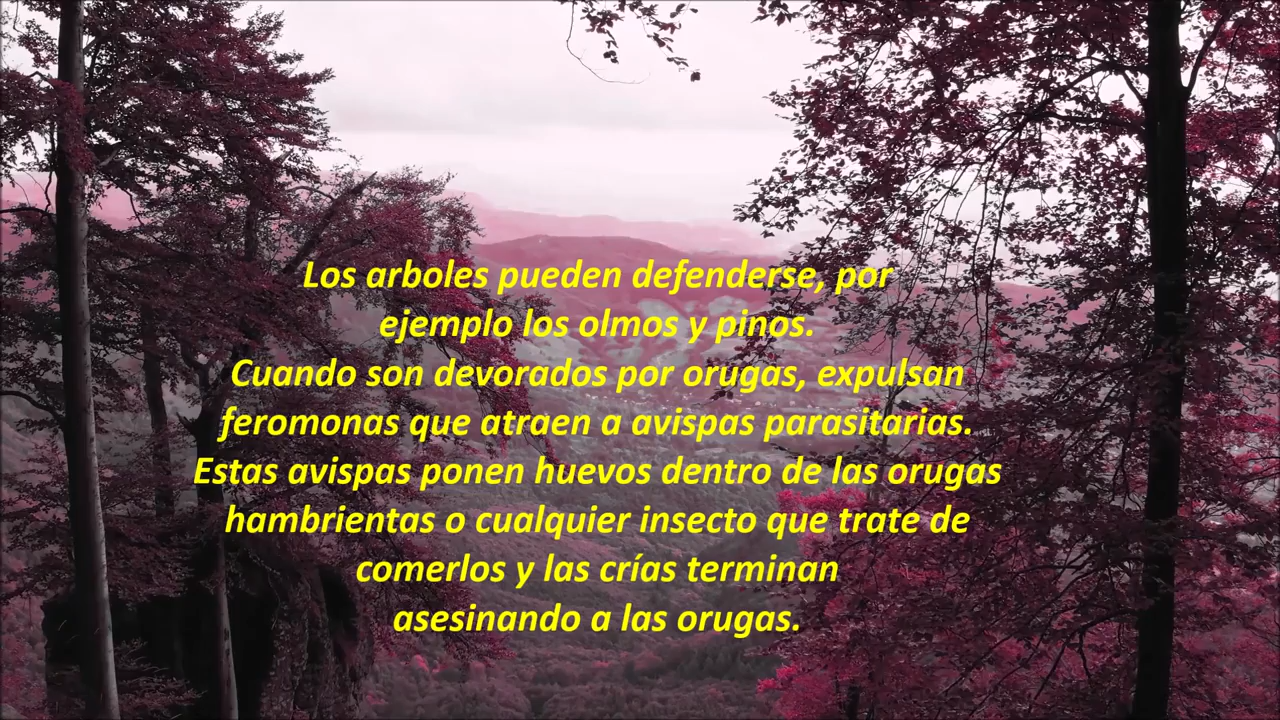 Los arboles pueden defenderse, por
ejemplo los olmos y pinos.
Cuando son devorados por orugas, expulsan
feromonas que atraen a avispas parasitarias.
Estas avispas ponen huevos dentro de las orugas
hambrientas o cualquier insecto que trate de
comerlos y las crías terminan
asesinando a las orugas.